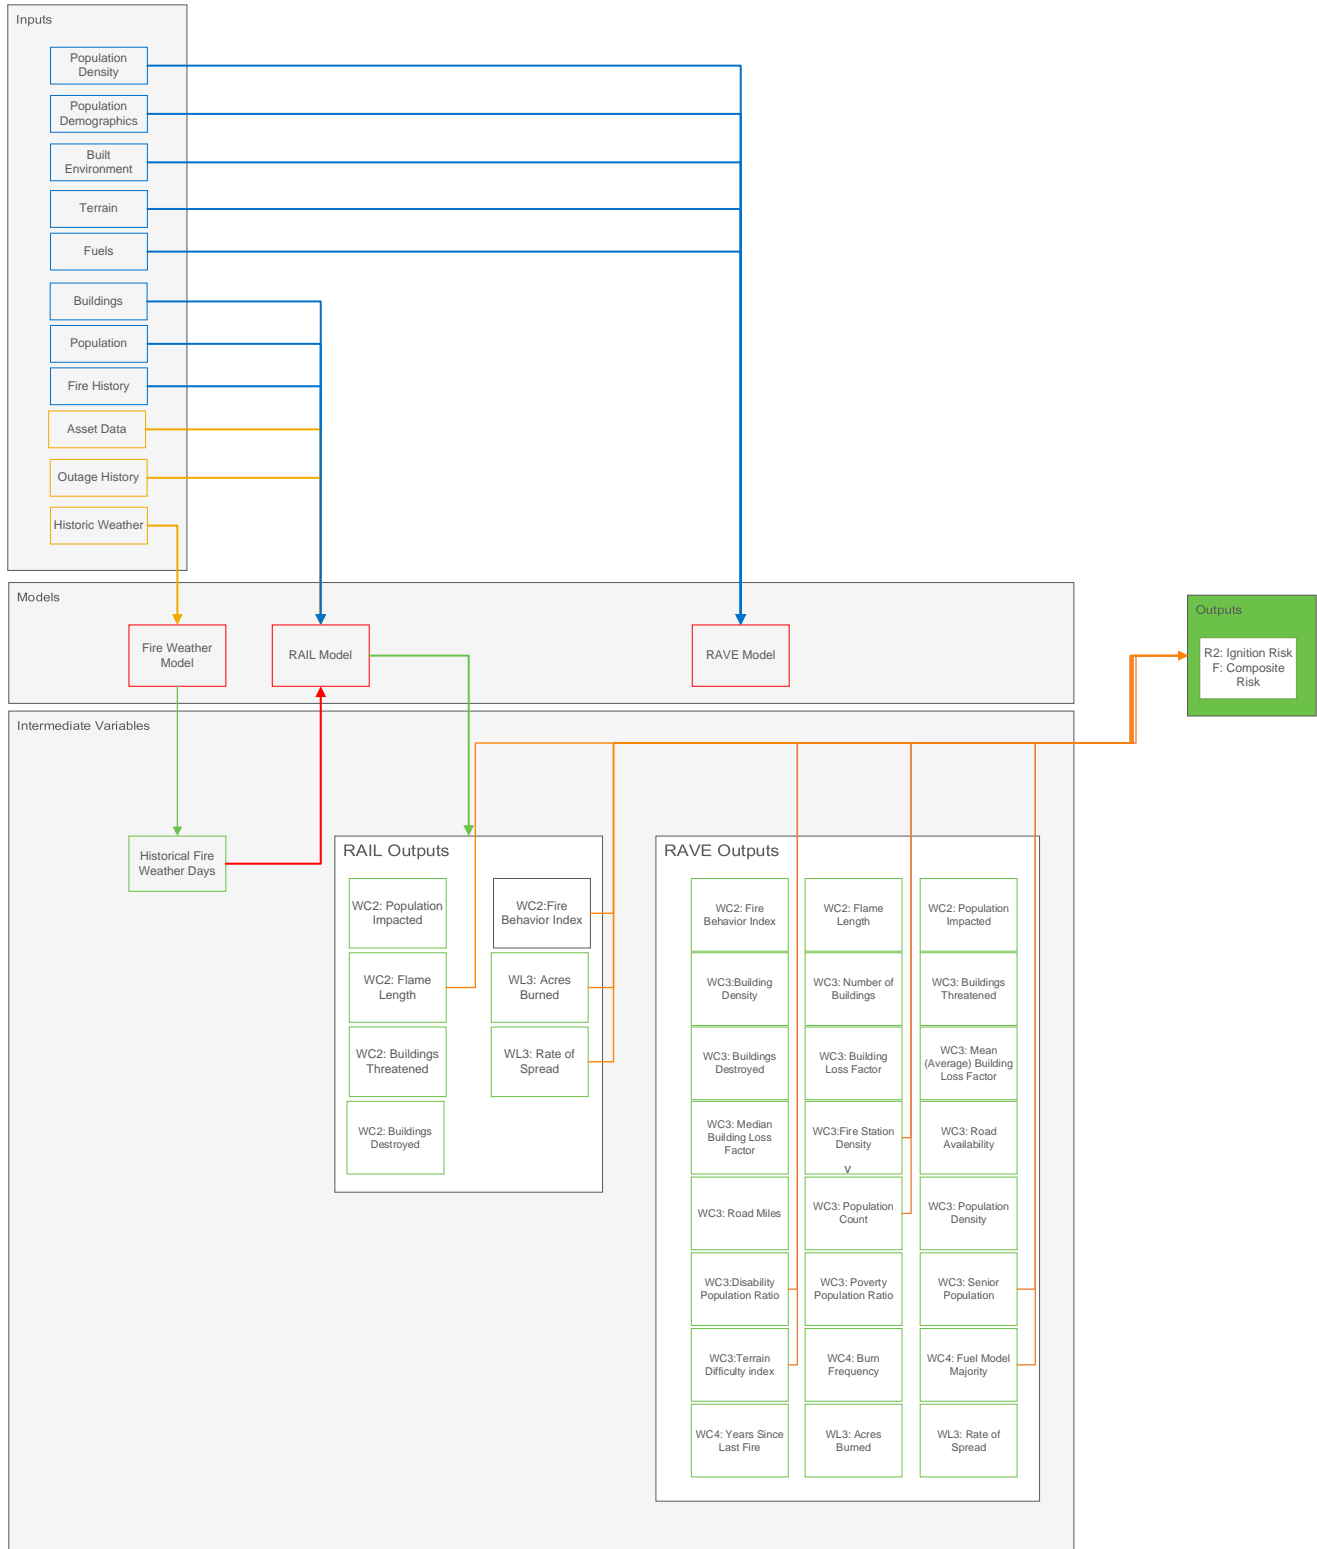 Inputs
Population
Density
Population
Demographics
Built
Environment
Terrain
Fuels
Buildings
Population
Fire History
Asset Data
Outage History
Historic Weather
Models
Fire Weather
Model
RAIL Model
RAVE Model
Outputs
R2: Ignition Risk
F: Composite
Risk
Intermediate Variables
Historical Fire
Weather Days
RAIL Outputs
WC2: Population
Impacted
WC2:Fire
Behavior Index
WC2: Flame
Length
WL3: Acres
Burned
WC2: Buildings
Threatened
WL3: Rate of
Spread
WC2: Buildings
Destroyed
RAVE Outputs
WC2: Fire
Behavior Index
WC2: Flame
Length
WC2: Population
Impacted
WC3:Building
Density
WC3: Number of
Buildings
WC3: Buildings
Threatened
WC3: Buildings
Destroyed
WC3: Building
Loss Factor
WC3: Mean
(Average) Building
Loss Factor
WC3: Median
Building Loss
Factor
WC3:Fire Station
Density
v
WC3: Road
Availability
WC3: Road Miles
WC3: Population
Count
WC3: Population
Density
WC3:Disability
Population Ratio
WC3: Poverty
Population Ratio
WC3: Senior
Population
WC3:Terrain
Difficulty index
WC4: Burn
Frequency
WC4: Fuel Model
Majority
WC4: Years Since
Last Fire
WL3: Acres
Burned
WL3: Rate of
Spread